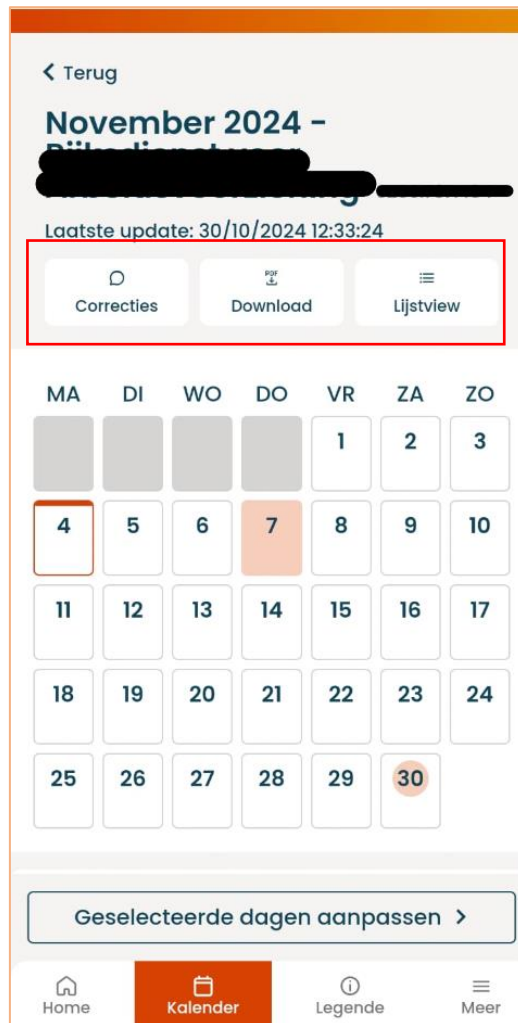 Terug
November 2024 -
Laatste update: 30/10/2024 12:33:24
Correcties
PDF
Download
Lijstview
MA DI WO DO VR ZA ZO
1 2 3
4 5 6 7 8 9 10
11 12 13 14 15 16 17
18 19 20 21 22 23 24
25 26 27 28 29 30
Geselecteerde dagen aanpassen >
Home Kalender Legende Meer